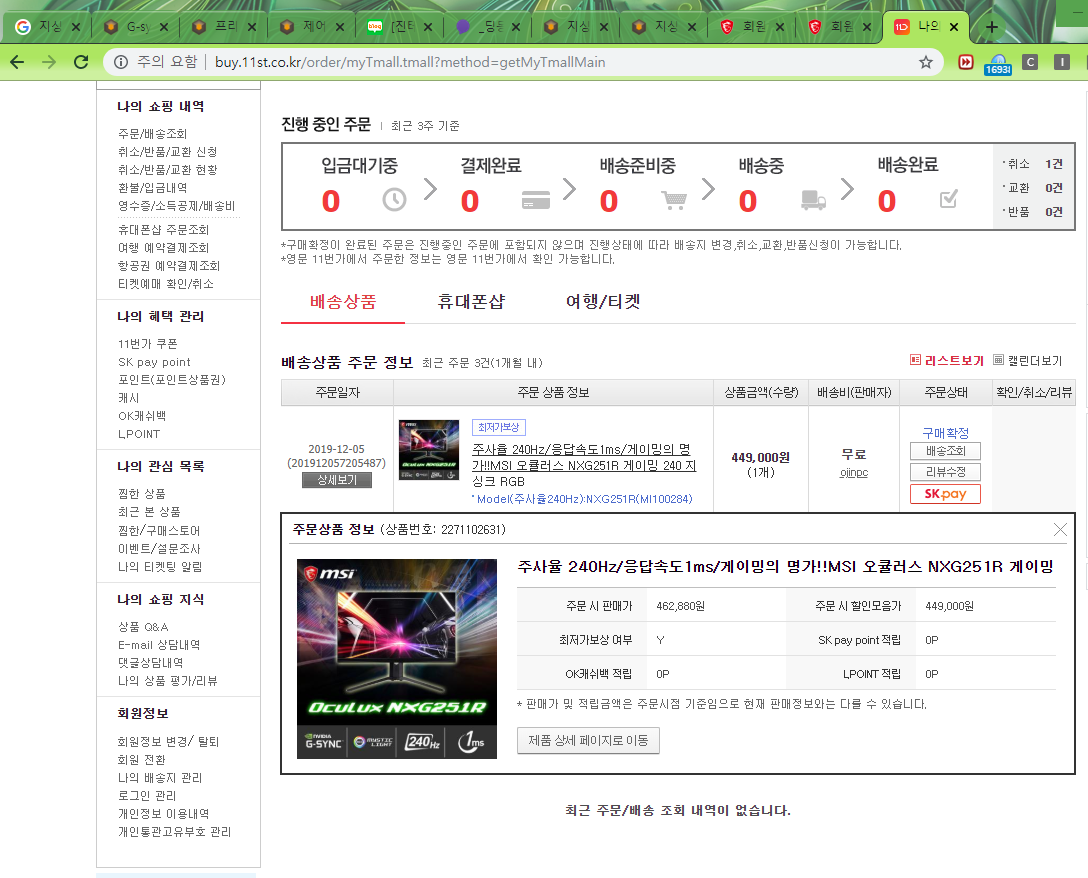 지싱
G-sy
프리
제어
[진E
_딩동
지싱
지싱
회원
회원
나의
주의 요함
buy.11st.co.kr/order/myTmall.tmall?method=getMyTmallMain
1693l
C
I
나의 쇼핑 내역
주문/배송조회
취소/반품/교환 신청
취소/반품/교환 현황
환불/입금내역
영수증/소득공제/배송비
휴대폰샵 주문조회
여행 예약결제조회
항공권 예약결제조회
티켓예매 확인/취소
나의 혜택 관리
11번가 쿠폰
SK pay point
포인트(포인트상품권)
캐시
OK캐쉬백
L.POINT
나의 관심 목록
찜한 상품
최근 본 상품
찜한/구매스토어
이벤트/설문조사
나의 티켓팅 알림
나의 쇼핑 지식
상품 Q&A
E-mail 상담내역
댓글상담내역
나의 상품 평가/리뷰
회원정보
회원정보 변경/ 탈퇴
회원 전환
나의 배송지 관리
로그인 관리
개인정보 이용내역
개인통관고유부호 관리
진행 중인 주문 최근 3주 기준
입금대기중 결제완료 배송준비중 배송중 배송완료
0 0 0 0 0
취소 1건
교환 0건
반품 0건
*구매확정이 완료된 주문은 진행중인 주문에 포함되지 않으며 진행상태에 따라 배송지 변경,취소,교환,반품신청이 가능합니다.
*영문 11번가에서 주문한 정보는 영문 11번가에서 확인 가능합니다.
배송상품 휴대폰샵 여행/티켓
배송상품 주문 정보 최근 주문 3건(1개월 내)
리스트보기 캘린더보기
주문일자 주문 상품 정보 상품금액(수량) 배송비(판매자) 주문상태 확인/취소/리뷰
2019-12-05
(201912057205487)
상세보기
최저가보상
주사율 240Hz/응답속도1ms/게이밍의 명
가!!MSI 오큘러스 NXG251R 게이밍 240 지
싱크 RGB
Model(주사율240Hz):NXG251R(MI100284)
449,000원
(1개)
무료
ojinpc
구매확정
배송조회
리뷰수정
SK pay
주문상품 정보 (상품번호: 2271102631)
msi
OCULUX NXG251R
NVIDIA G-SYNC
MYSTIC LIGHT
240Hz
1ms
주사율 240Hz/응답속도1ms/게이밍의 명가!!MSI 오큘러스 NXG251R 게이밍
주문 시 판매가 462,880원 주문 시 할인모음가 449,000원
최저가보상 여부 Y SK pay point 적립 0P
OK캐쉬백 적립 0P L.POINT 적립 0P
* 판매가 및 적립금액은 주문시점 기준임으로 현재 판매정보와는 다를 수 있습니다.
제품 상세 페이지로 이동
최근 주문/배송 조회 내역이 없습니다.